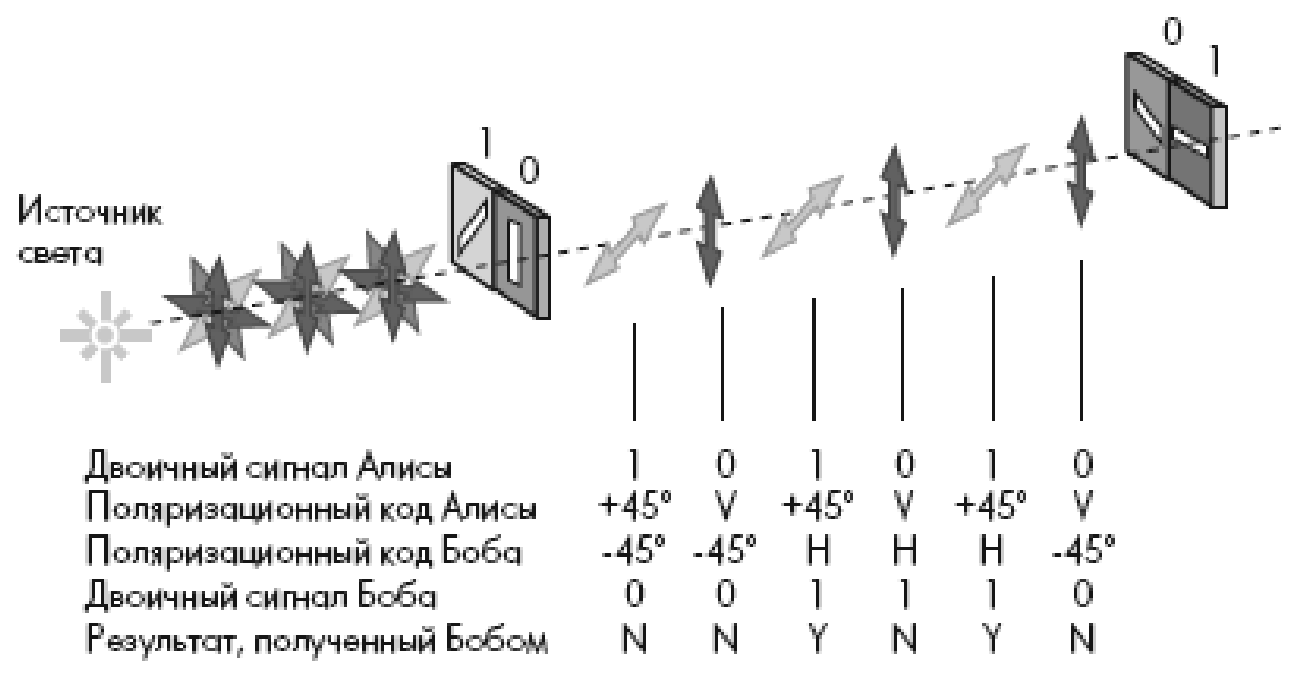 0
1
1
0
Источник
света
Двоичный сигнал Алисы 1 0 1 0 1 0
Поляризационный код Алисы +45° V +45° V +45° V
Поляризационный код Боба -45° -45° H H H -45°
Двоичный сигнал Боба 0 0 1 1 1 0
Результат, полученный Бобом N N Y N Y N